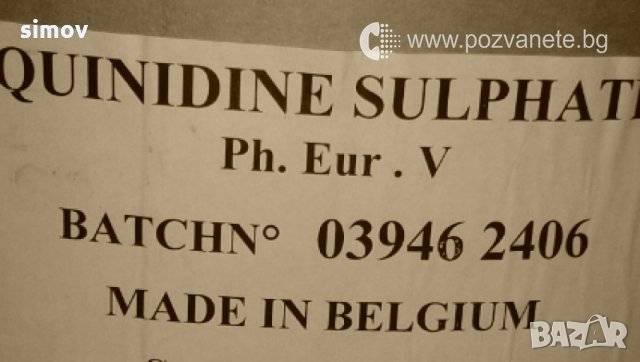 simov
www.pozvanete.bg
QUINIDINE SULPHATE
Ph. Eur . V
BATCHN° 03946 2406
MADE IN BELGIUM
BAZAR